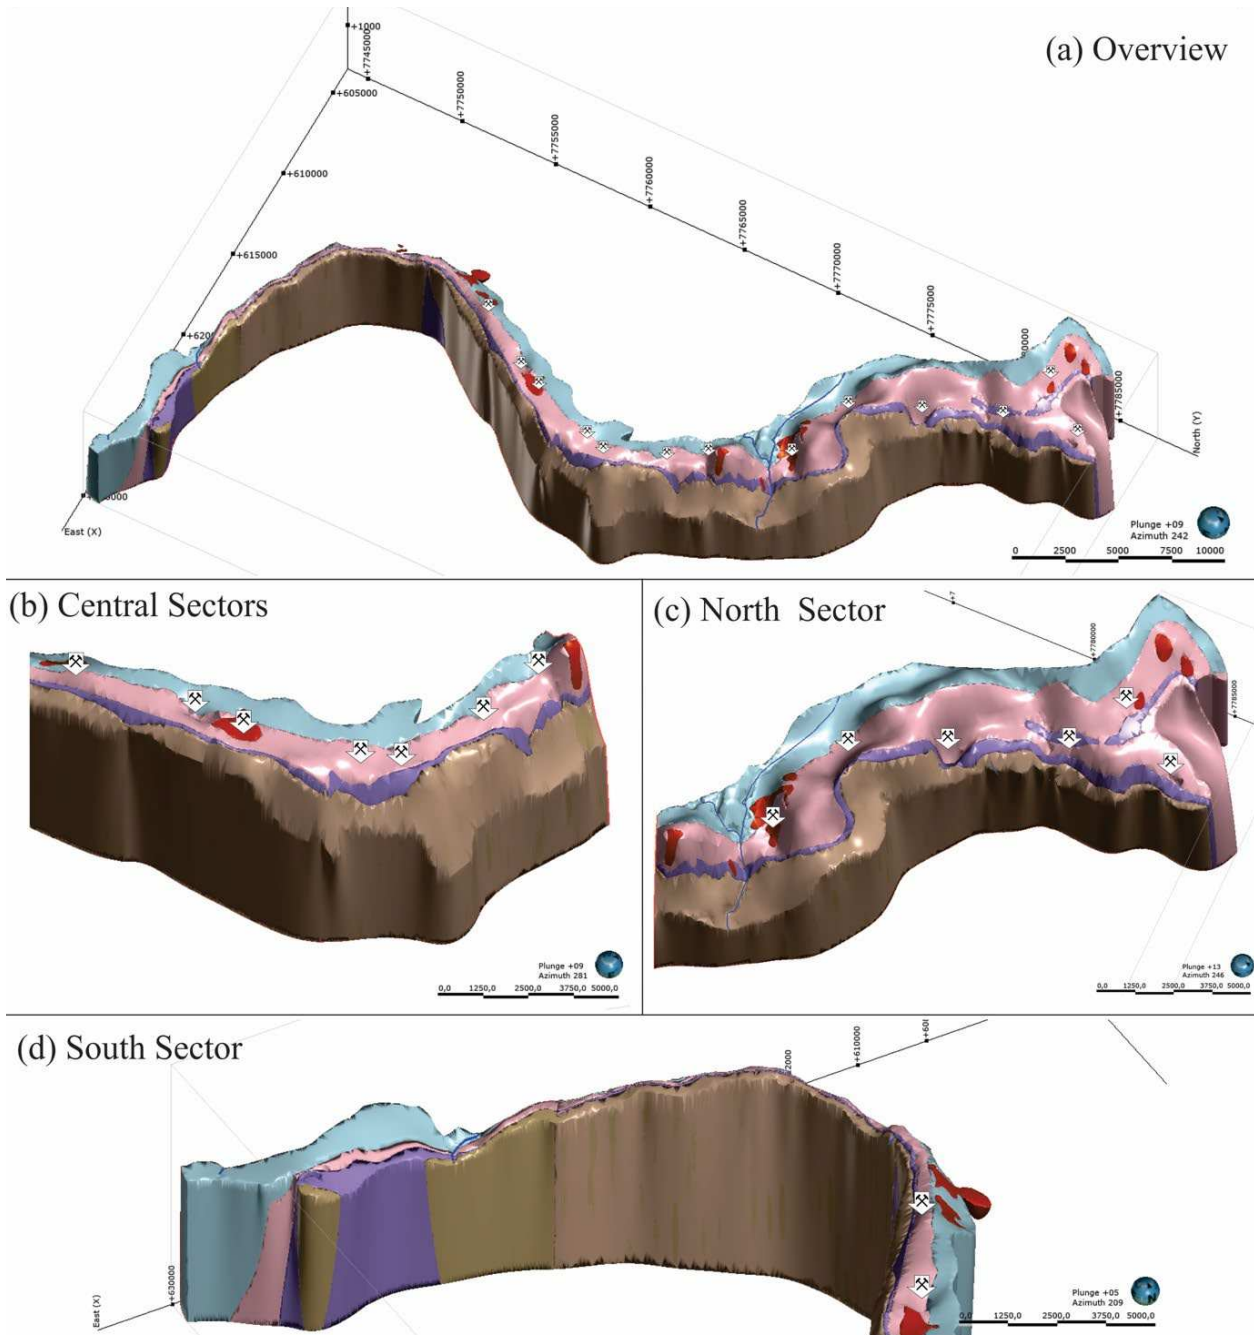 (a) Overview
+1000
+7745000
+605000
+7750000
+7755000
+610000
+7760000
+7765000
+615000
+7770000
+7775000
+7785000
North (Y)
East (X)
Plunge +09
Azimuth 242
0 2500 5000 7500 10000
(b) Central Sectors
Plunge +09
Azimuth 281
0,0 1250,0 2500,0 3750,0 5000,0
(c) North Sector
+7
+7780000
+7785000
Plunge +13
Azimuth 246
0,0 1250,0 2500,0 3750,0 5000,0
(d) South Sector
+610000
+630000
East (X)
Plunge +05
Azimuth 209
0,0 1250,0 2500,0 3750,0 5000,0